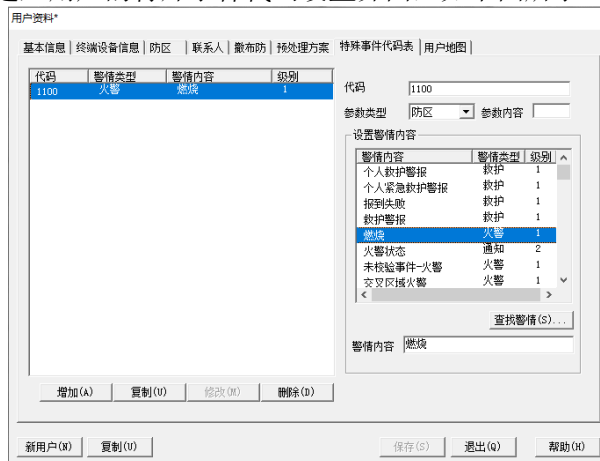 用户资料*
基本信息 终端设备信息 防区 联系人 撤布防 预处理方案 特殊事件代码表 用户地图
代码 警情类型 警情内容 级别
1100 火警 燃烧 1
代码 1100
参数类型 防区 参数内容
设置警情内容
警情内容 警情类型 级别
个人救护警报 救护 1
个人紧急救护警报 救护 1
报到失败 救护 1
救护警报 救护 1
燃烧 火警 1
火警状态 通知 2
未校验事件-火警 火警 1
交叉区域火警 火警 1
查找警情(S)...
警情内容 燃烧
增加(A) 复制(U) 修改(M) 删除(D)
新用户(N) 复制(U) 保存(S) 退出(Q) 帮助(H)